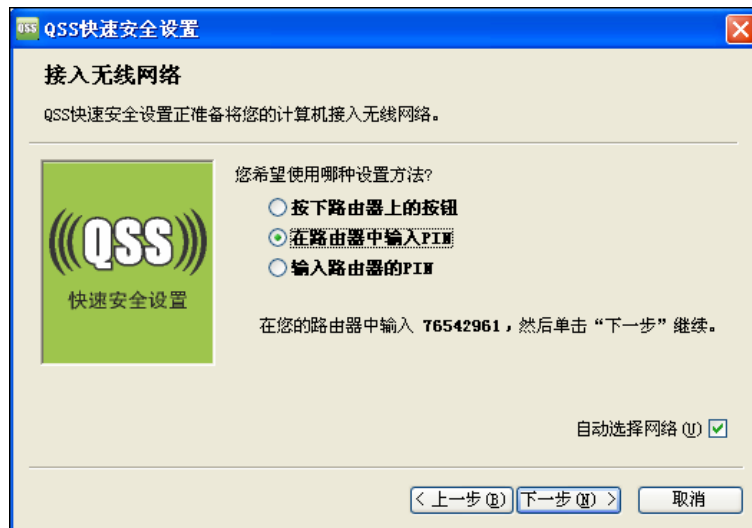 QSS QSS快速安全设置
接入无线网络
QSS快速安全设置正准备将您的计算机接入无线网络。
您希望使用哪种设置方法?
按下路由器上的按钮
在路由器中输入PIN
输入路由器的PIN
(((QSS)))
快速安全设置
在您的路由器中输入 76542961，然后单击“下一步”继续。
自动选择网络(U)
< 上一步(B) 下一步(N) > 取消